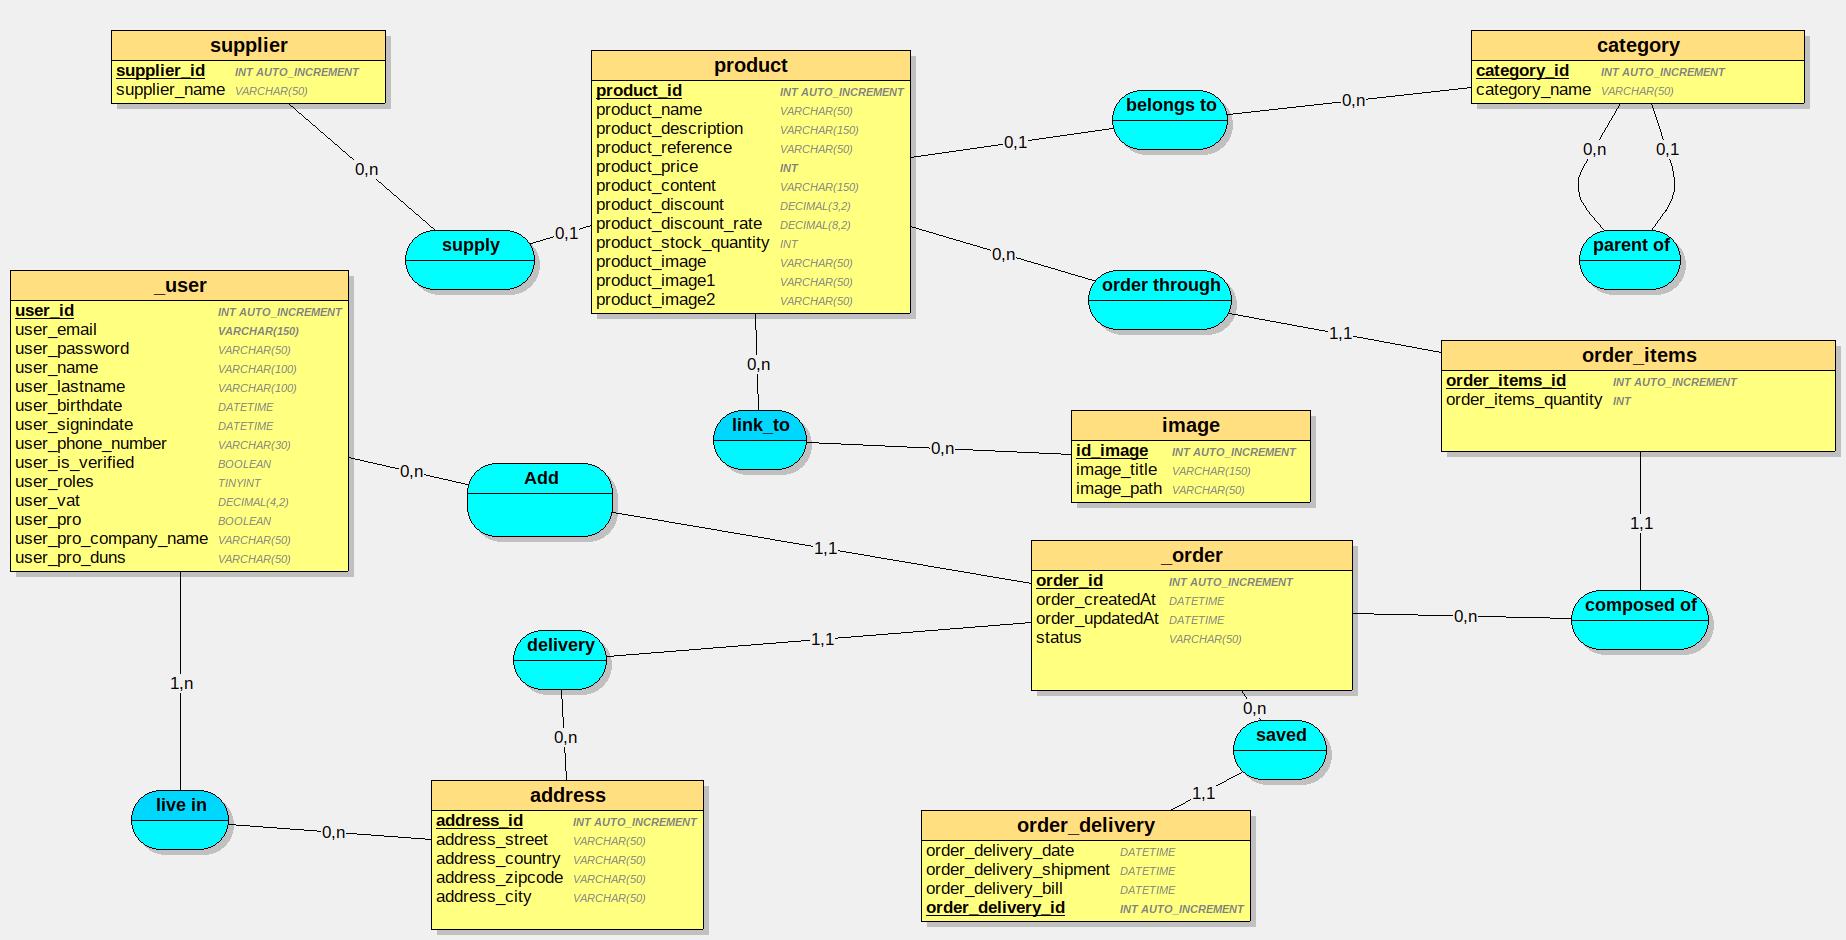 supplier
supplier_id INT AUTO_INCREMENT
supplier_name VARCHAR(50)
0,n
supply
0,1
product
product_id INT AUTO_INCREMENT
product_name VARCHAR(50)
product_description VARCHAR(150)
product_reference VARCHAR(50)
product_price INT
product_content VARCHAR(150)
product_discount DECIMAL(3,2)
product_discount_rate DECIMAL(8,2)
product_stock_quantity INT
product_image VARCHAR(50)
product_image1 VARCHAR(50)
product_image2 VARCHAR(50)
0,1
belongs to
0,n
category
category_id INT AUTO_INCREMENT
category_name VARCHAR(50)
0,n
0,1
parent of
0,n
order through
1,1
order_items
order_items_id INT AUTO_INCREMENT
order_items_quantity INT
_user
user_id INT AUTO_INCREMENT
user_email VARCHAR(150)
user_password VARCHAR(50)
user_name VARCHAR(100)
user_lastname VARCHAR(100)
user_birthdate DATETIME
user_signindate DATETIME
user_phone_number VARCHAR(30)
user_is_verified BOOLEAN
user_roles TINYINT
user_vat DECIMAL(4,2)
user_pro BOOLEAN
user_pro_company_name VARCHAR(50)
user_pro_duns VARCHAR(50)
0,n
link_to
0,n
image
id_image INT AUTO_INCREMENT
image_title VARCHAR(150)
image_path VARCHAR(50)
0,n
Add
1,1
1,1
_order
order_id INT AUTO_INCREMENT
order_createdAt DATETIME
order_updatedAt DATETIME
status VARCHAR(50)
0,n
composed of
delivery
1,1
0,n
1,n
live in
0,n
address
address_id INT AUTO_INCREMENT
address_street VARCHAR(50)
address_country VARCHAR(50)
address_zipcode VARCHAR(50)
address_city VARCHAR(50)
0,n
saved
1,1
order_delivery
order_delivery_date DATETIME
order_delivery_shipment DATETIME
order_delivery_bill DATETIME
order_delivery_id INT AUTO_INCREMENT